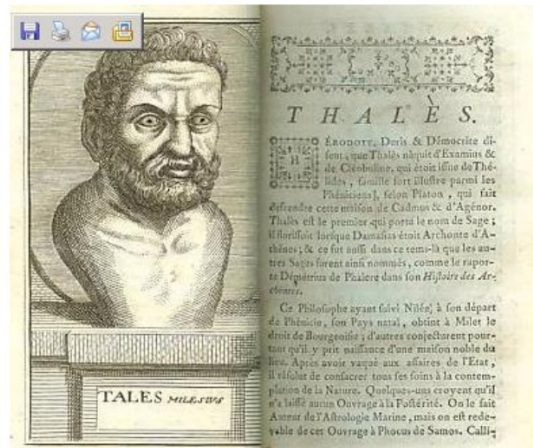 TALES MILESIVS
THALÈS.
HÉRODOTE, Duris & Démocrite di-
sent, que Thalès nâquit d'Examius &
de Cléobuline, qui étoit issue de Thé-
lides, famille fort illustre parmi les
Phéniciens, selon Platon, qui fait
descendre cette maison de Cadmus & d'Agénor.
Thalès est le premier qui porte le nom de Sage ;
il florissoit lorsque Damasias étoit Archonte d'A-
thènes ; & ce fut aussi dans ce tems-là que les au-
tres Sages furent ainsi nommés, comme le rapor-
te Démétrius de Phalere dans son Histoire des Ar-
chontes.
Ce Philosophe ayant suivi Nilée, à son départ
de Phénicie, son Pays natal, obtint à Milet le
droit de Bourgeoisie ; d'autres conjecturent pour-
tant qu'il y prit naissance d'une maison noble du
lieu. Après avoir vaqué aux affaires de l'Etat,
il résolut de consacrer tous ses soins à la contem-
plation de la Nature. Quelques-uns croyent qu'il
n'a laissé aucun Ouvrage à la Postérité. On le fait
Auteur de l'Astrologie Marine, mais on est rede-
vable de cet Ouvrage à Phocus de Samos. Calli-